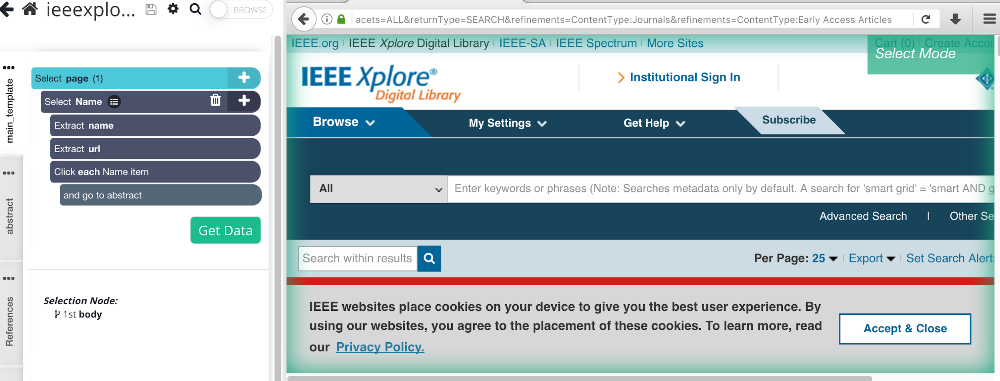 ieeexplo...
BROWSE
main_template
abstract
References
Select page (1)
Select Name
Extract name
Extract url
Click each Name item
and go to abstract
Get Data
Selection Node:
1st body
acets=ALL&returnType=SEARCH&refinements=ContentType:Journals&refinements=ContentType:Early Access Articles
IEEE.org | IEEE Xplore Digital Library | IEEE-SA | IEEE Spectrum | More Sites
Cart (0) | Create Accou
Select Mode
IEEE Xplore®
Digital Library
Institutional Sign In
Browse
My Settings
Get Help
Subscribe
All
Enter keywords or phrases (Note: Searches metadata only by default. A search for 'smart grid' = 'smart AND g
Advanced Search | Other Se
Search within results
Per Page: 25 | Export | Set Search Alerts
IEEE websites place cookies on your device to give you the best user experience. By
using our websites, you agree to the placement of these cookies. To learn more, read
our Privacy Policy.
Accept & Close